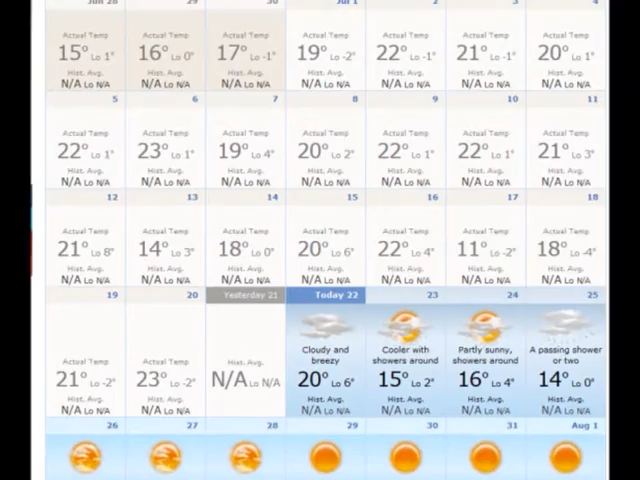 Jun 28 29 30 Jul 1 2 3 4
Actual Temp Actual Temp Actual Temp Actual Temp Actual Temp Actual Temp Actual Temp
15° Lo 1° 16° Lo 0° 17° Lo -1° 19° Lo -2° 22° Lo -1° 21° Lo -1° 20° Lo 1°
Hist. Avg. Hist. Avg. Hist. Avg. Hist. Avg. Hist. Avg. Hist. Avg. Hist. Avg.
N/A Lo N/A N/A Lo N/A N/A Lo N/A N/A Lo N/A N/A Lo N/A N/A Lo N/A N/A Lo N/A
5 6 7 8 9 10 11
Actual Temp Actual Temp Actual Temp Actual Temp Actual Temp Actual Temp Actual Temp
22° Lo 1° 23° Lo 1° 19° Lo 4° 20° Lo 2° 22° Lo 1° 22° Lo 1° 21° Lo 3°
Hist. Avg. Hist. Avg. Hist. Avg. Hist. Avg. Hist. Avg. Hist. Avg. Hist. Avg.
N/A Lo N/A N/A Lo N/A N/A Lo N/A N/A Lo N/A N/A Lo N/A N/A Lo N/A N/A Lo N/A
12 13 14 15 16 17 18
Actual Temp Actual Temp Actual Temp Actual Temp Actual Temp Actual Temp Actual Temp
21° Lo 8° 14° Lo 3° 18° Lo 0° 20° Lo 6° 22° Lo 4° 11° Lo -2° 18° Lo -4°
Hist. Avg. Hist. Avg. Hist. Avg. Hist. Avg. Hist. Avg. Hist. Avg. Hist. Avg.
N/A Lo N/A N/A Lo N/A N/A Lo N/A N/A Lo N/A N/A Lo N/A N/A Lo N/A N/A Lo N/A
19 20 Yesterday 21 Today 22 23 24 25
Cloudy and Cooler with Partly sunny, A passing shower
breezy showers around showers around or two
Actual Temp Actual Temp Hist. Avg.
21° Lo -2° 23° Lo -2° N/A Lo N/A 20° Lo 6° 15° Lo 2° 16° Lo 4° 14° Lo 0°
Hist. Avg. Hist. Avg. Hist. Avg. Hist. Avg. Hist. Avg. Hist. Avg.
N/A Lo N/A N/A Lo N/A N/A Lo N/A N/A Lo N/A N/A Lo N/A N/A Lo N/A
26 27 28 29 30 31 Aug 1